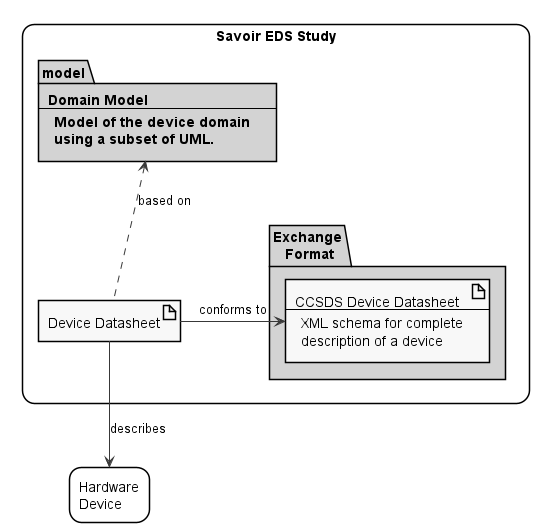 Savoir EDS Study
model
Domain Model
Model of the device domain
using a subset of UML.
based on
Exchange
Format
CCSDS Device Datasheet
XML schema for complete
description of a device
Device Datasheet
conforms to
describes
Hardware
Device